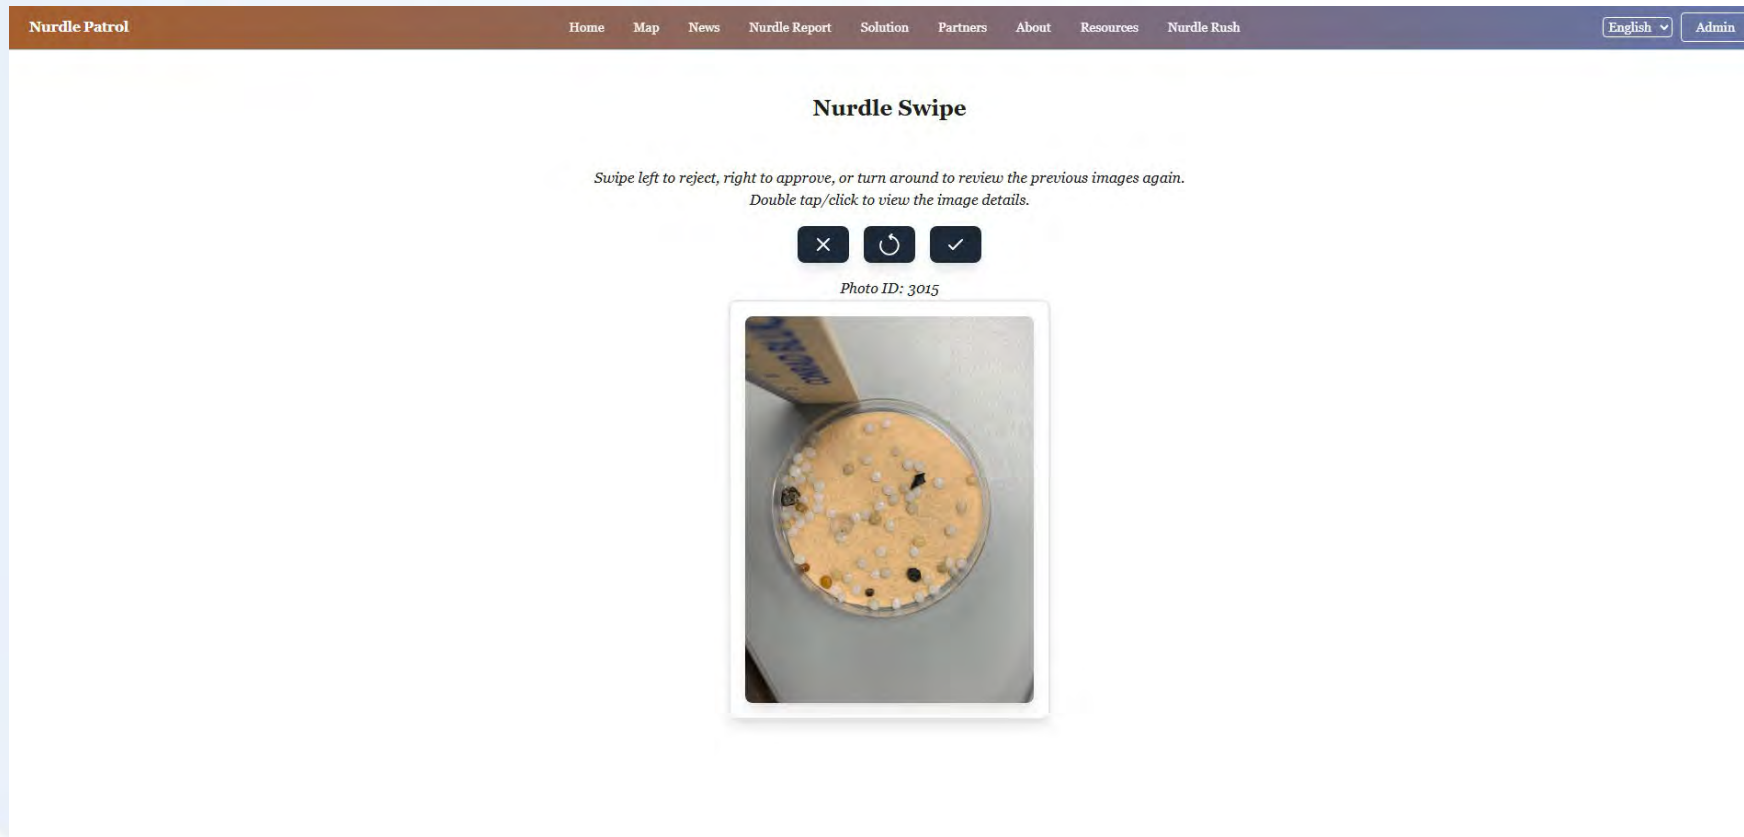 Nurdle Patrol
Home Map News Nurdle Report Solution Partners About Resources Nurdle Rush
English Admin
Nurdle Swipe
Swipe left to reject, right to approve, or turn around to review the previous images again.
Double tap/click to view the image details.
Photo ID: 3015